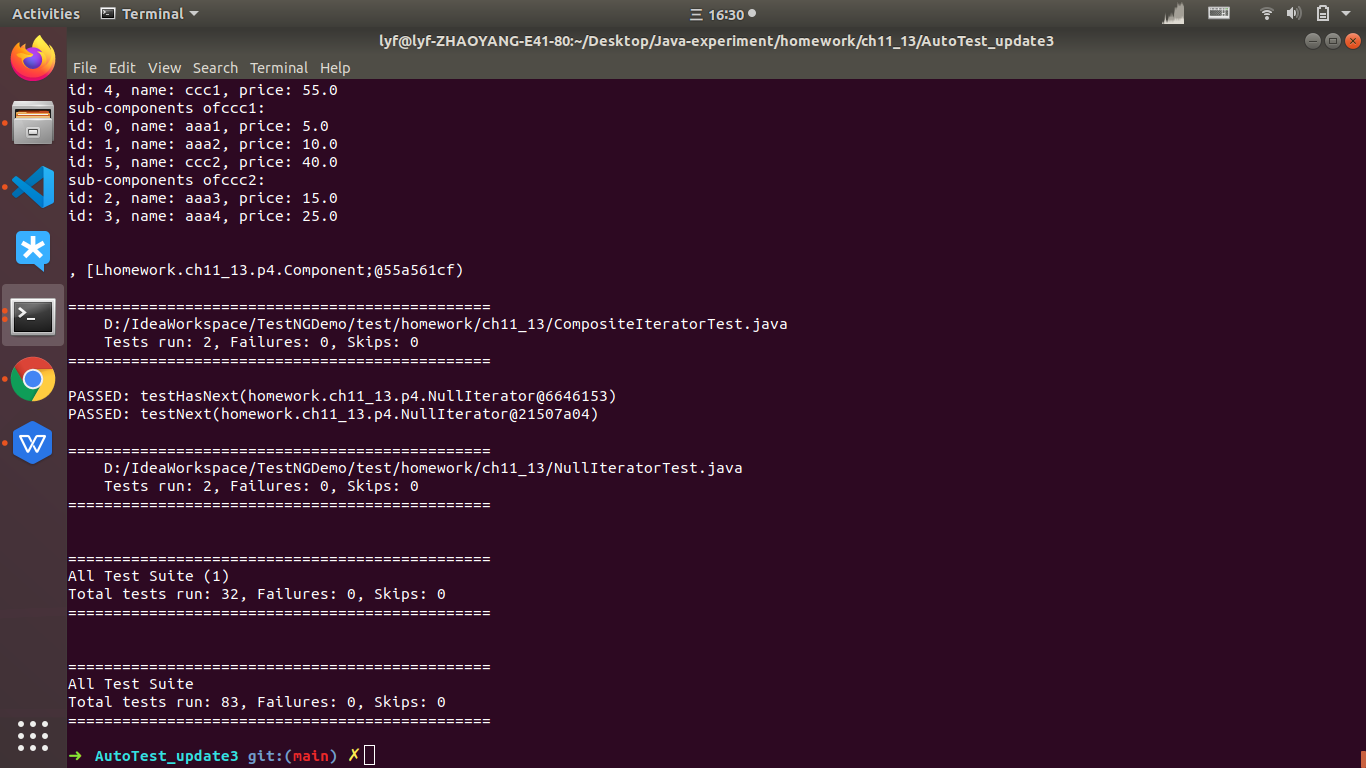 Activities Terminal 三 16:30
lyf@lyf-ZHAOYANG-E41-80:~/Desktop/Java-experiment/homework/ch11_13/AutoTest_update3
File Edit View Search Terminal Help
id: 4, name: ccc1, price: 55.0
sub-components ofccc1:
id: 0, name: aaa1, price: 5.0
id: 1, name: aaa2, price: 10.0
id: 5, name: ccc2, price: 40.0
sub-components ofccc2:
id: 2, name: aaa3, price: 15.0
id: 3, name: aaa4, price: 25.0
, [Lhomework.ch11_13.p4.Component;@55a561cf)
===============================================
D:/IdeaWorkspace/TestNGDemo/test/homework/ch11_13/CompositeIteratorTest.java
Tests run: 2, Failures: 0, Skips: 0
===============================================
PASSED: testHasNext(homework.ch11_13.p4.NullIterator@6646153)
PASSED: testNext(homework.ch11_13.p4.NullIterator@21507a04)
===============================================
D:/IdeaWorkspace/TestNGDemo/test/homework/ch11_13/NullIteratorTest.java
Tests run: 2, Failures: 0, Skips: 0
===============================================
===============================================
All Test Suite (1)
Total tests run: 32, Failures: 0, Skips: 0
===============================================
===============================================
All Test Suite
Total tests run: 83, Failures: 0, Skips: 0
===============================================
➜ AutoTest_update3 git:(main) ✗